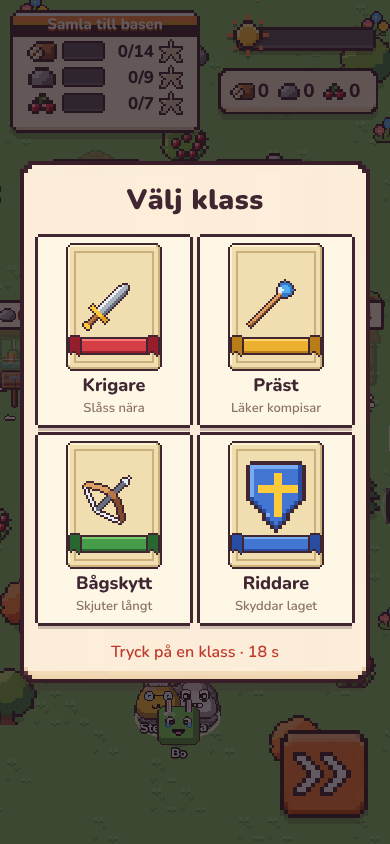 Samla till basen
0/14
0/9
0/7
0 0 0
Välj klass
Krigare
Slåss nära
Präst
Läker kompisar
Bågskytt
Skjuter långt
Riddare
Skyddar laget
Tryck på en klass · 18 s
Bo